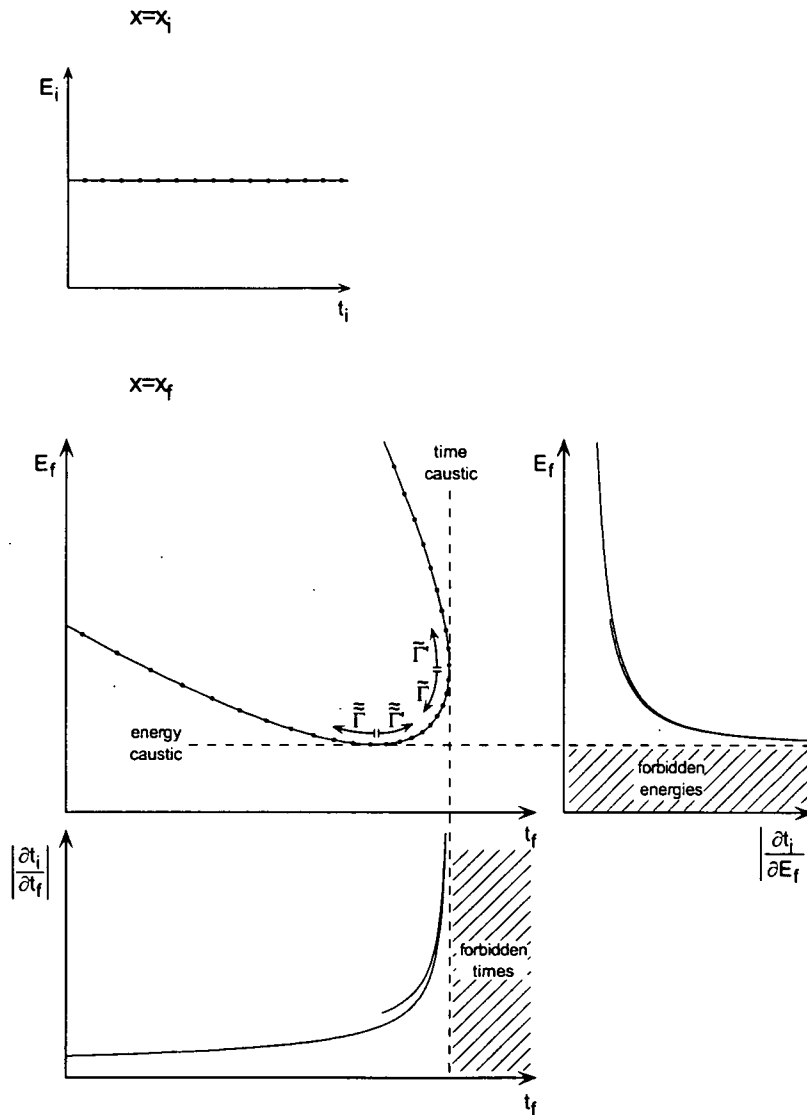 x=x_i
E_i
t_i
x=x_f
E_f
time
caustic
E_f
Γ̃ Γ̃
Γ̃̃ Γ̃̃
energy
caustic
forbidden
energies
t_f
|∂t_i/∂E_f|
|∂t_i/∂t_f|
forbidden
times
t_f